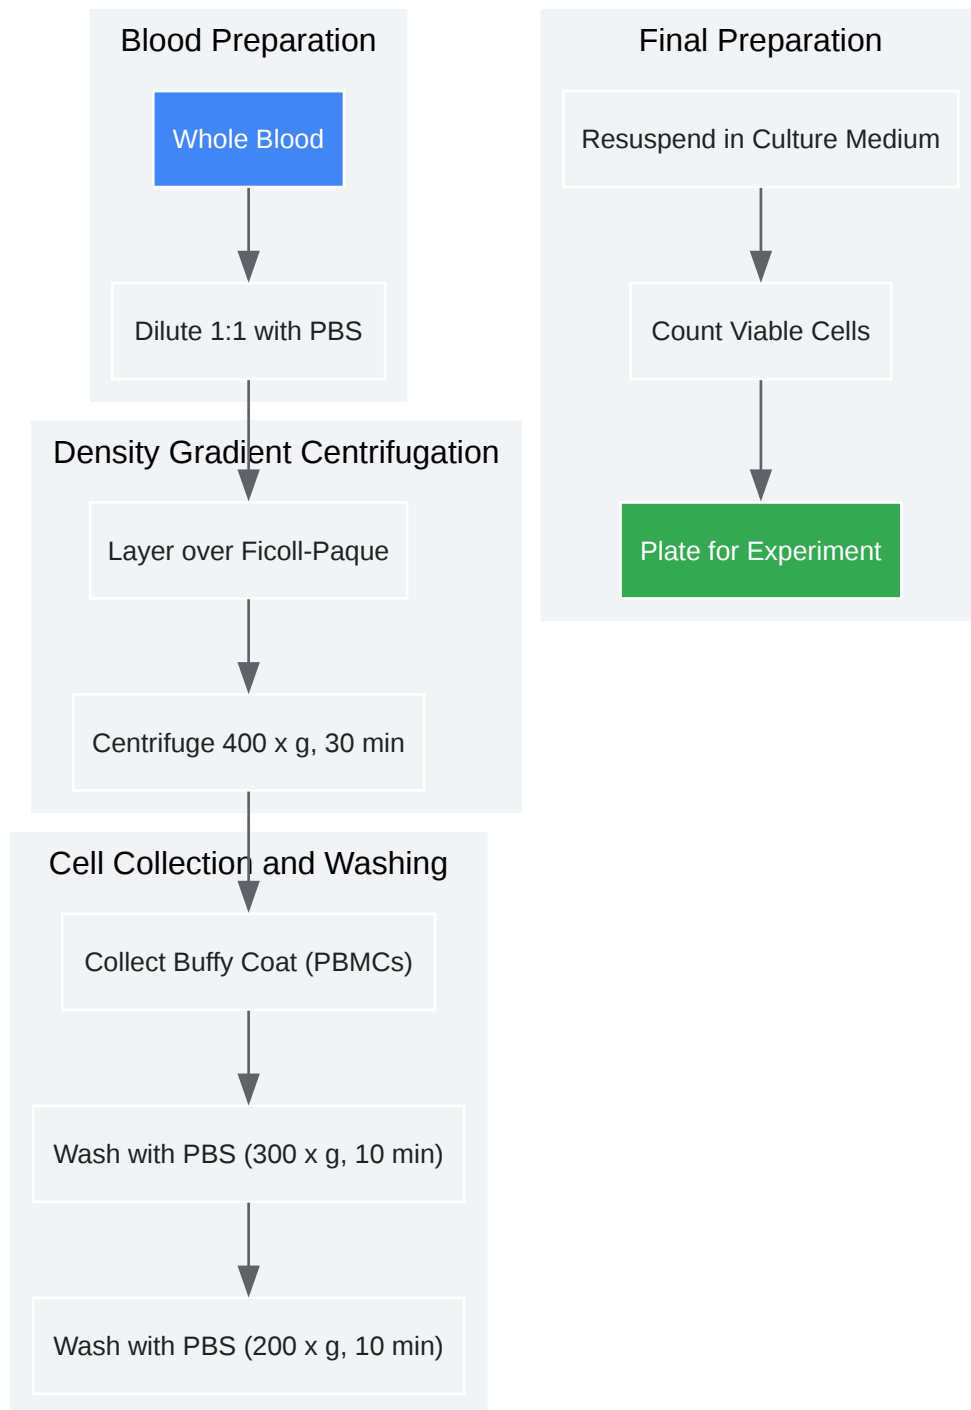 Blood Preparation
Whole Blood
Dilute 1:1 with PBS
Density Gradient Centrifugation
Layer over Ficoll-Paque
Centrifuge 400 x g, 30 min
Cell Collection and Washing
Collect Buffy Coat (PBMCs)
Wash with PBS (300 x g, 10 min)
Wash with PBS (200 x g, 10 min)
Final Preparation
Resuspend in Culture Medium
Count Viable Cells
Plate for Experiment